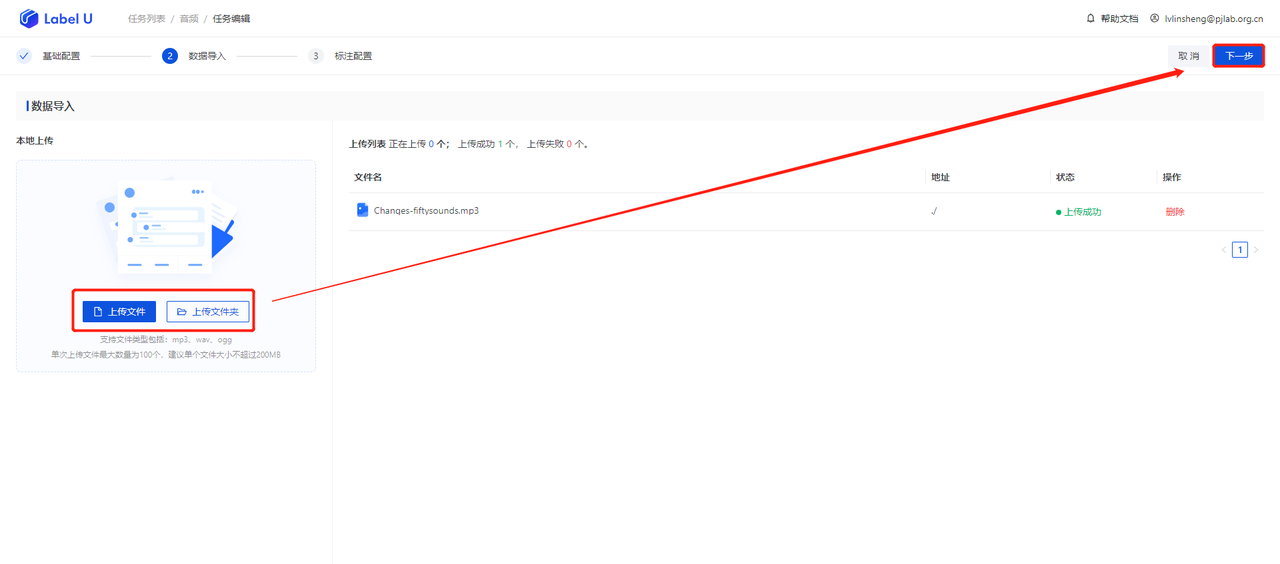 Label U 任务列表 / 音频 / 任务编辑 帮助文档 lvlinsheng@pjlab.org.cn
基础配置 2 数据导入 3 标注配置 取 消 下一步
数据导入
本地上传
上传列表 正在上传 0 个； 上传成功 1 个， 上传失败 0 个。
文件名 地址 状态 操作
Changes-fiftysounds.mp3 ./ 上传成功 删除
1
上传文件 上传文件夹
支持文件类型包括：mp3、wav、ogg
单次上传文件最大数量为100个，建议单个文件大小不超过200MB